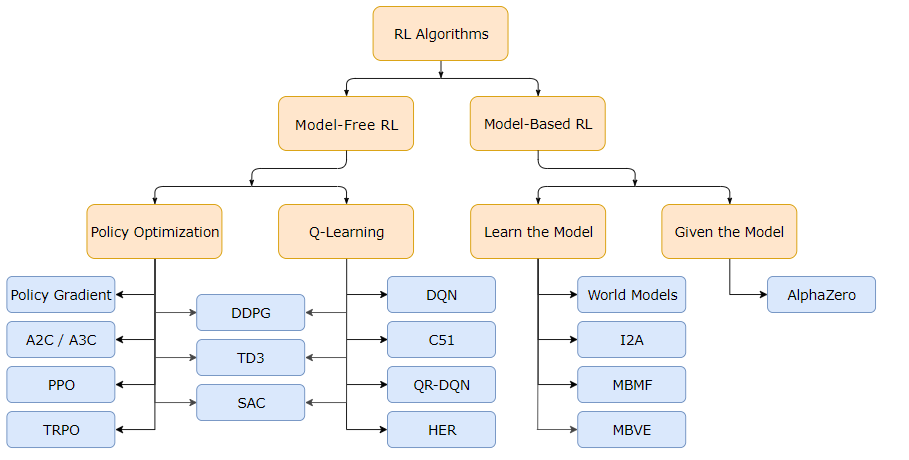 RL Algorithms
Model-Free RL
Model-Based RL
Policy Optimization
Q-Learning
Learn the Model
Given the Model
Policy Gradient
A2C / A3C
PPO
TRPO
DDPG
TD3
SAC
DQN
C51
QR-DQN
HER
World Models
I2A
MBMF
MBVE
AlphaZero